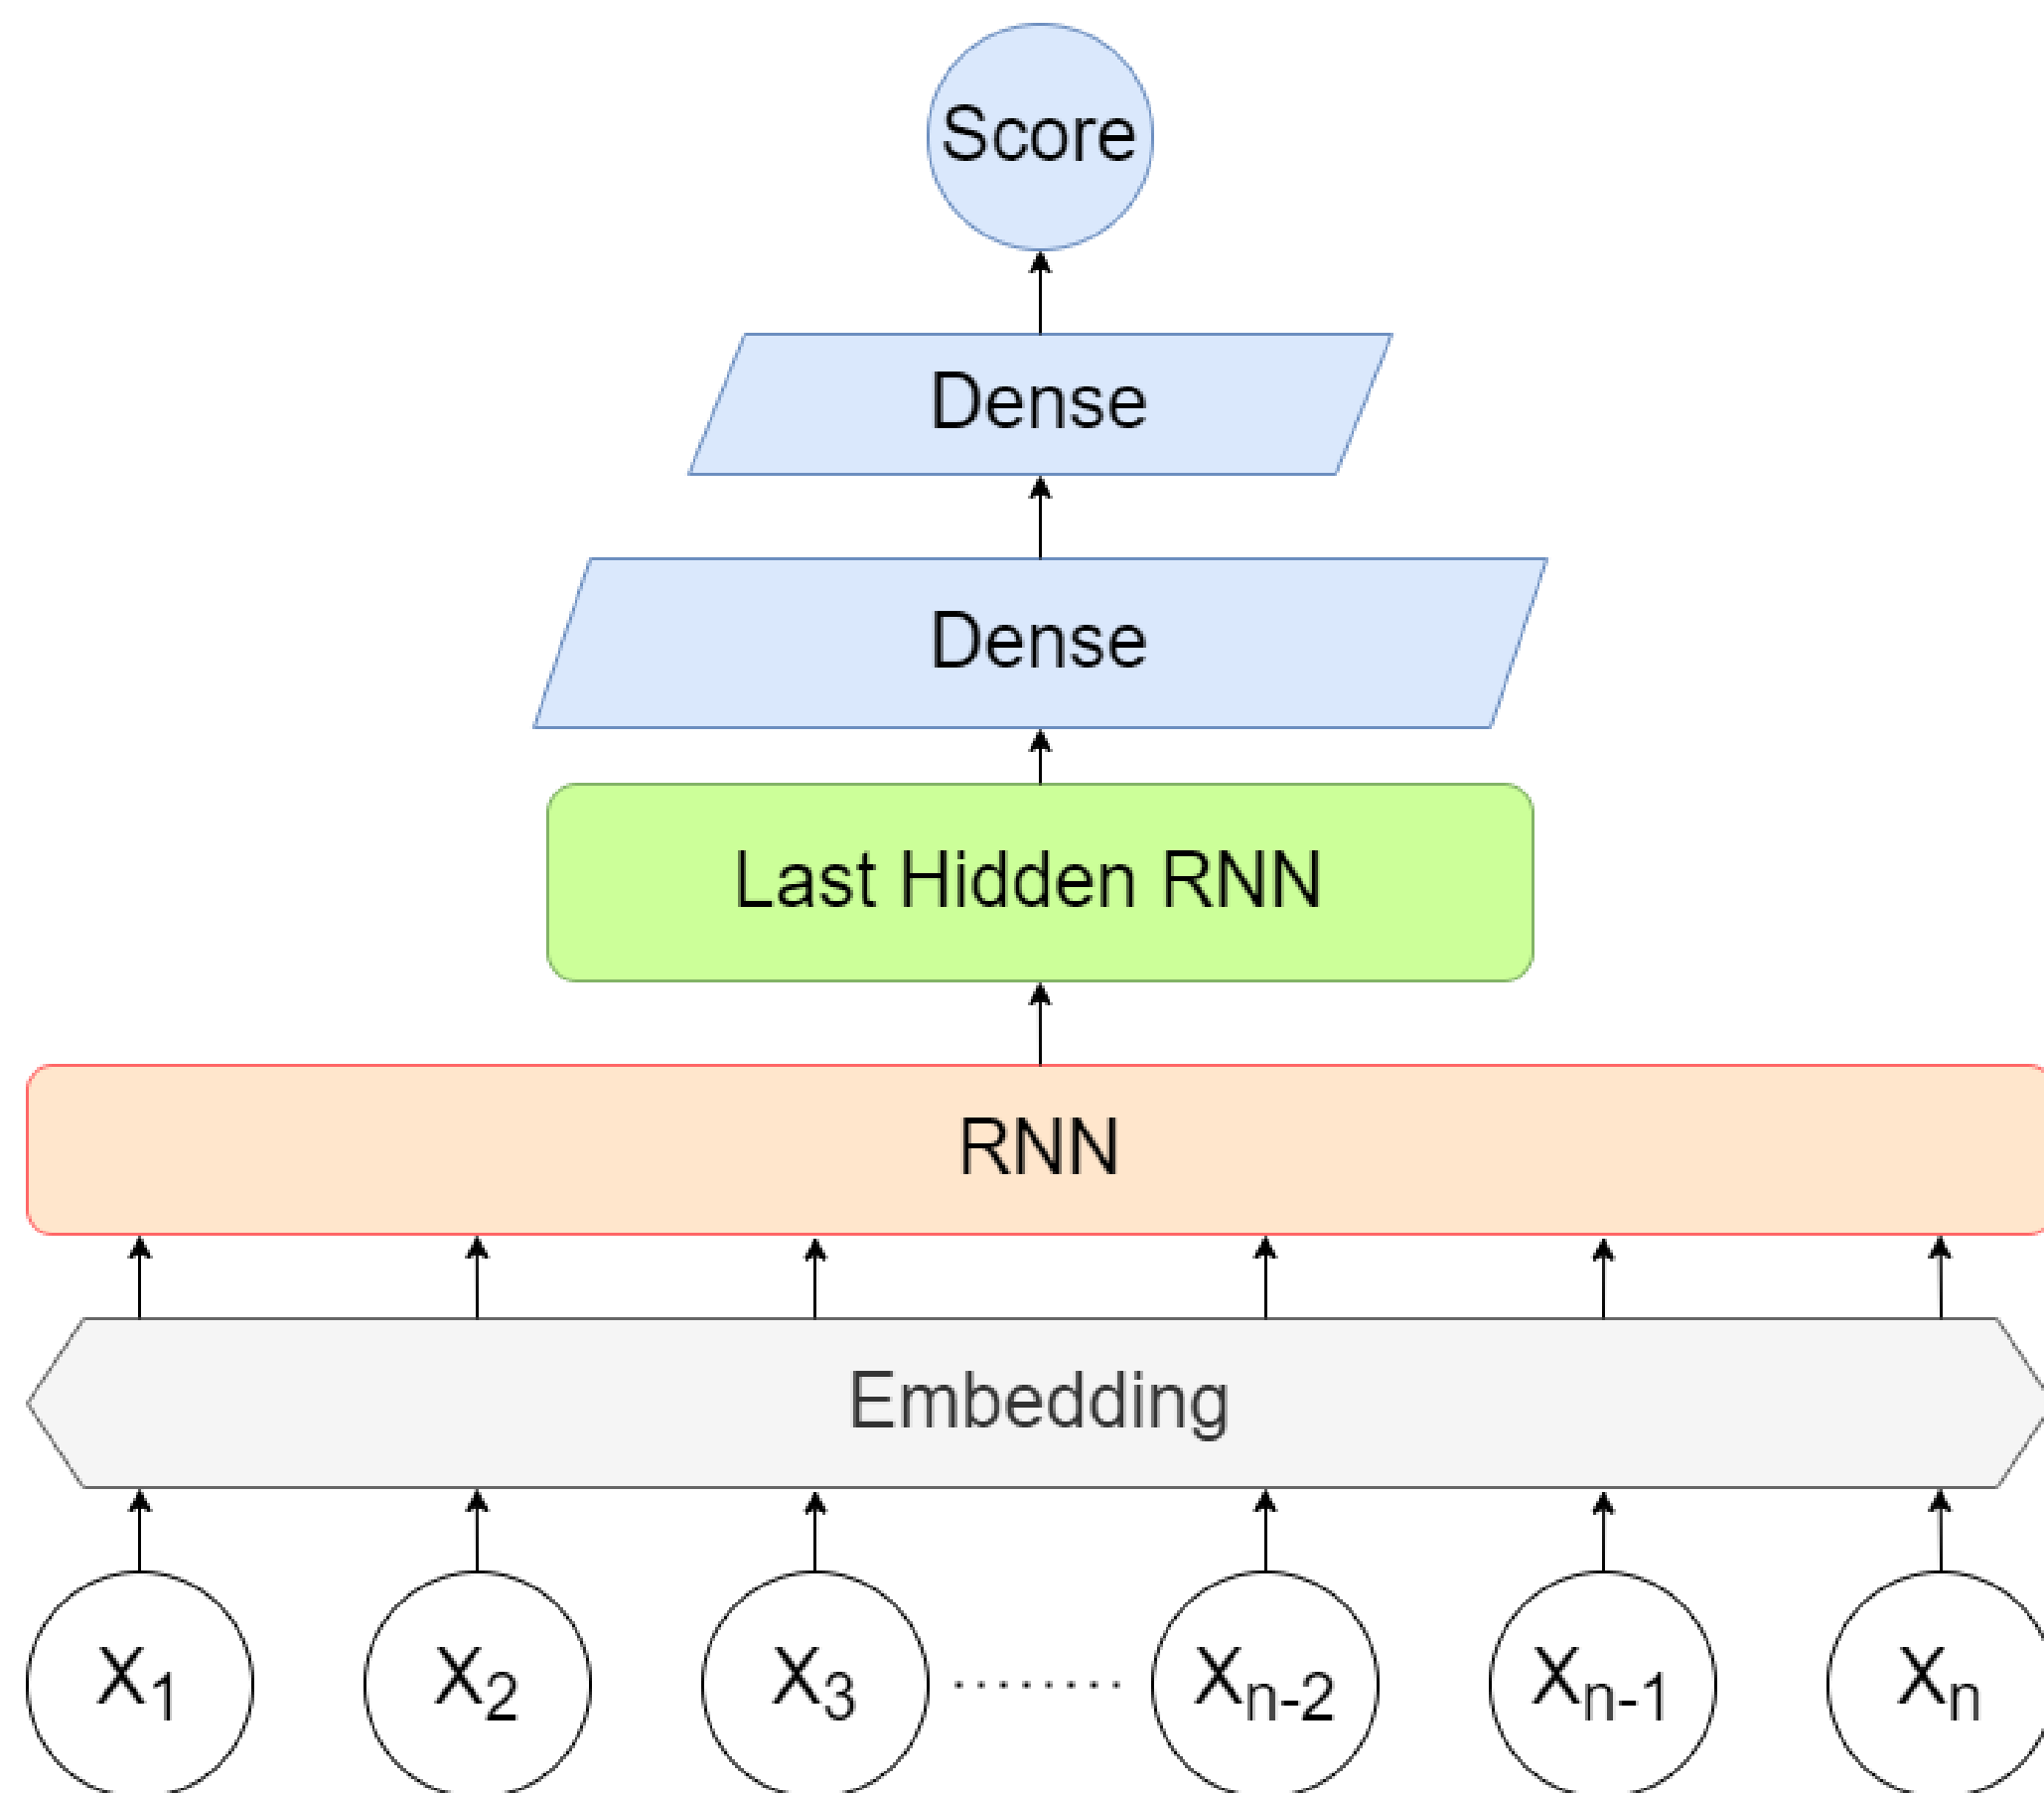 Score
Dense
Dense
Last Hidden RNN
RNN
Embedding
X1 X2 X3 ........ Xn-2 Xn-1 Xn